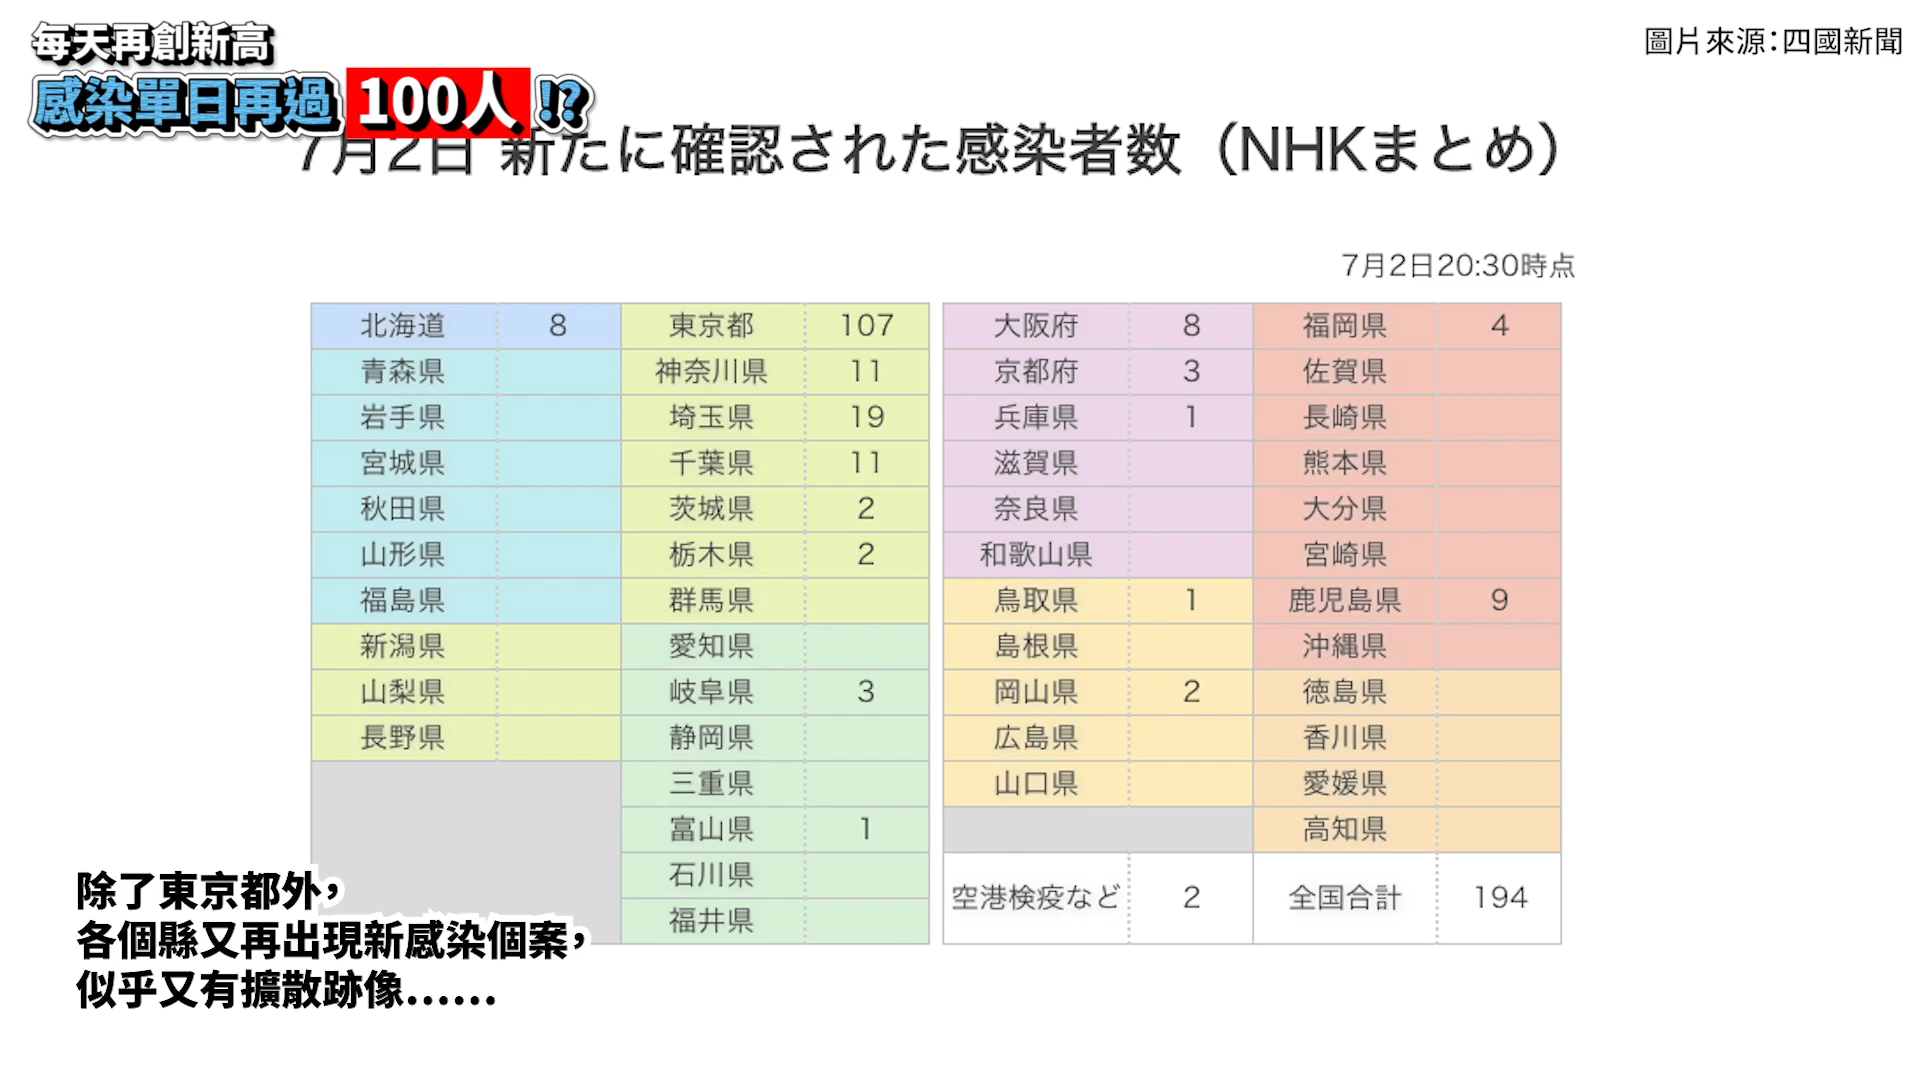 每天再創新高
感染單日再過100人!?
圖片來源：四國新聞
7月2日 新たに確認された感染者数（NHKまとめ）
7月2日20:30時点
北海道 8 東京都 107 大阪府 8 福岡県 4
青森県 神奈川県 11 京都府 3 佐賀県
岩手県 埼玉県 19 兵庫県 1 長崎県
宮城県 千葉県 11 滋賀県 熊本県
秋田県 茨城県 2 奈良県 大分県
山形県 栃木県 2 和歌山県 宮崎県
福島県 群馬県 鳥取県 1 鹿児島県 9
新潟県 愛知県 島根県 沖縄県
山梨県 岐阜県 3 岡山県 2 徳島県
長野県 静岡県 広島県 香川県
三重県 山口県 愛媛県
富山県 1 高知県
石川県
空港検疫など 2 全国合計 194
福井県
除了東京都外，
各個縣又再出現新感染個案，
似乎又有擴散跡像……